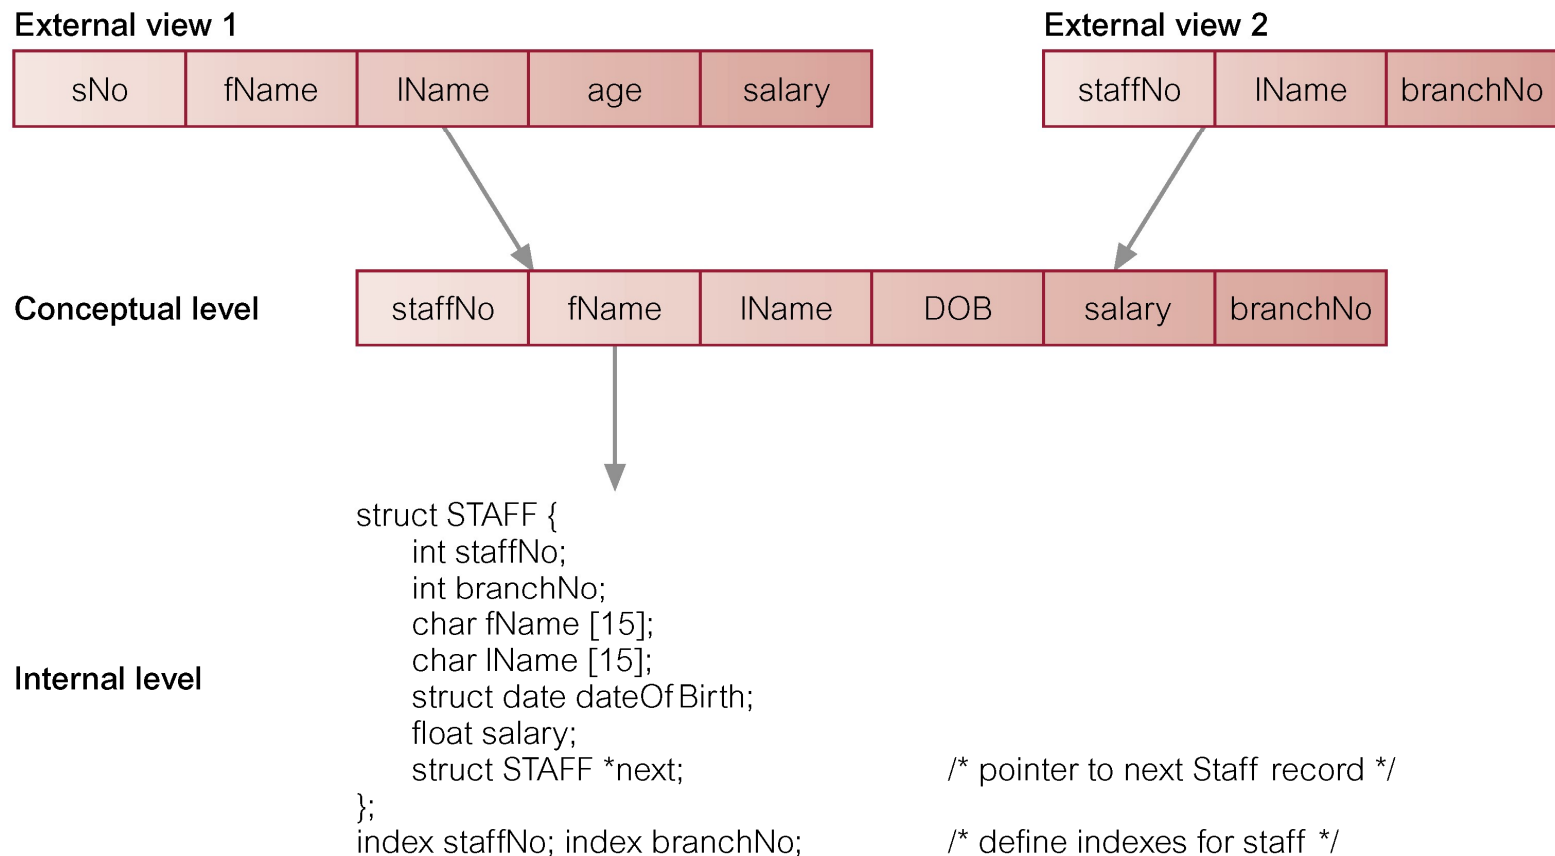 External view 1 External view 2
sNo fName lName age salary staffNo lName branchNo
Conceptual level staffNo fName lName DOB salary branchNo
struct STAFF {
int staffNo;
int branchNo;
char fName [15];
char lName [15];
Internal level
struct date dateOfBirth;
float salary;
struct STAFF *next; /* pointer to next Staff record */
};
index staffNo; index branchNo; /* define indexes for staff */